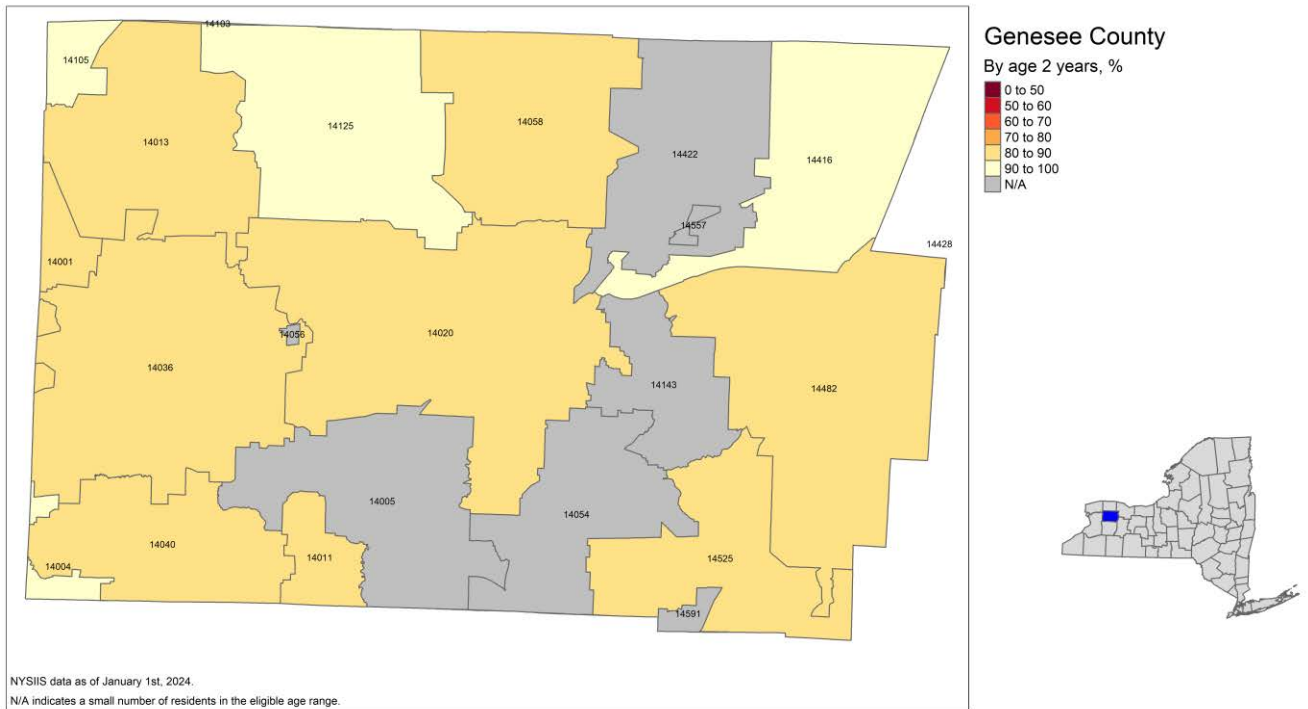 Genesee County
By age 2 years, %
0 to 50
50 to 60
60 to 70
70 to 80
80 to 90
90 to 100
N/A
14103
14105
14125
14058
14013
14422
14416
14557
14428
14001
14056
14020
14036
14143
14482
14005
14054
14040
14011
14525
14004
14591
NYSIIS data as of January 1st, 2024.
N/A indicates a small number of residents in the eligible age range.